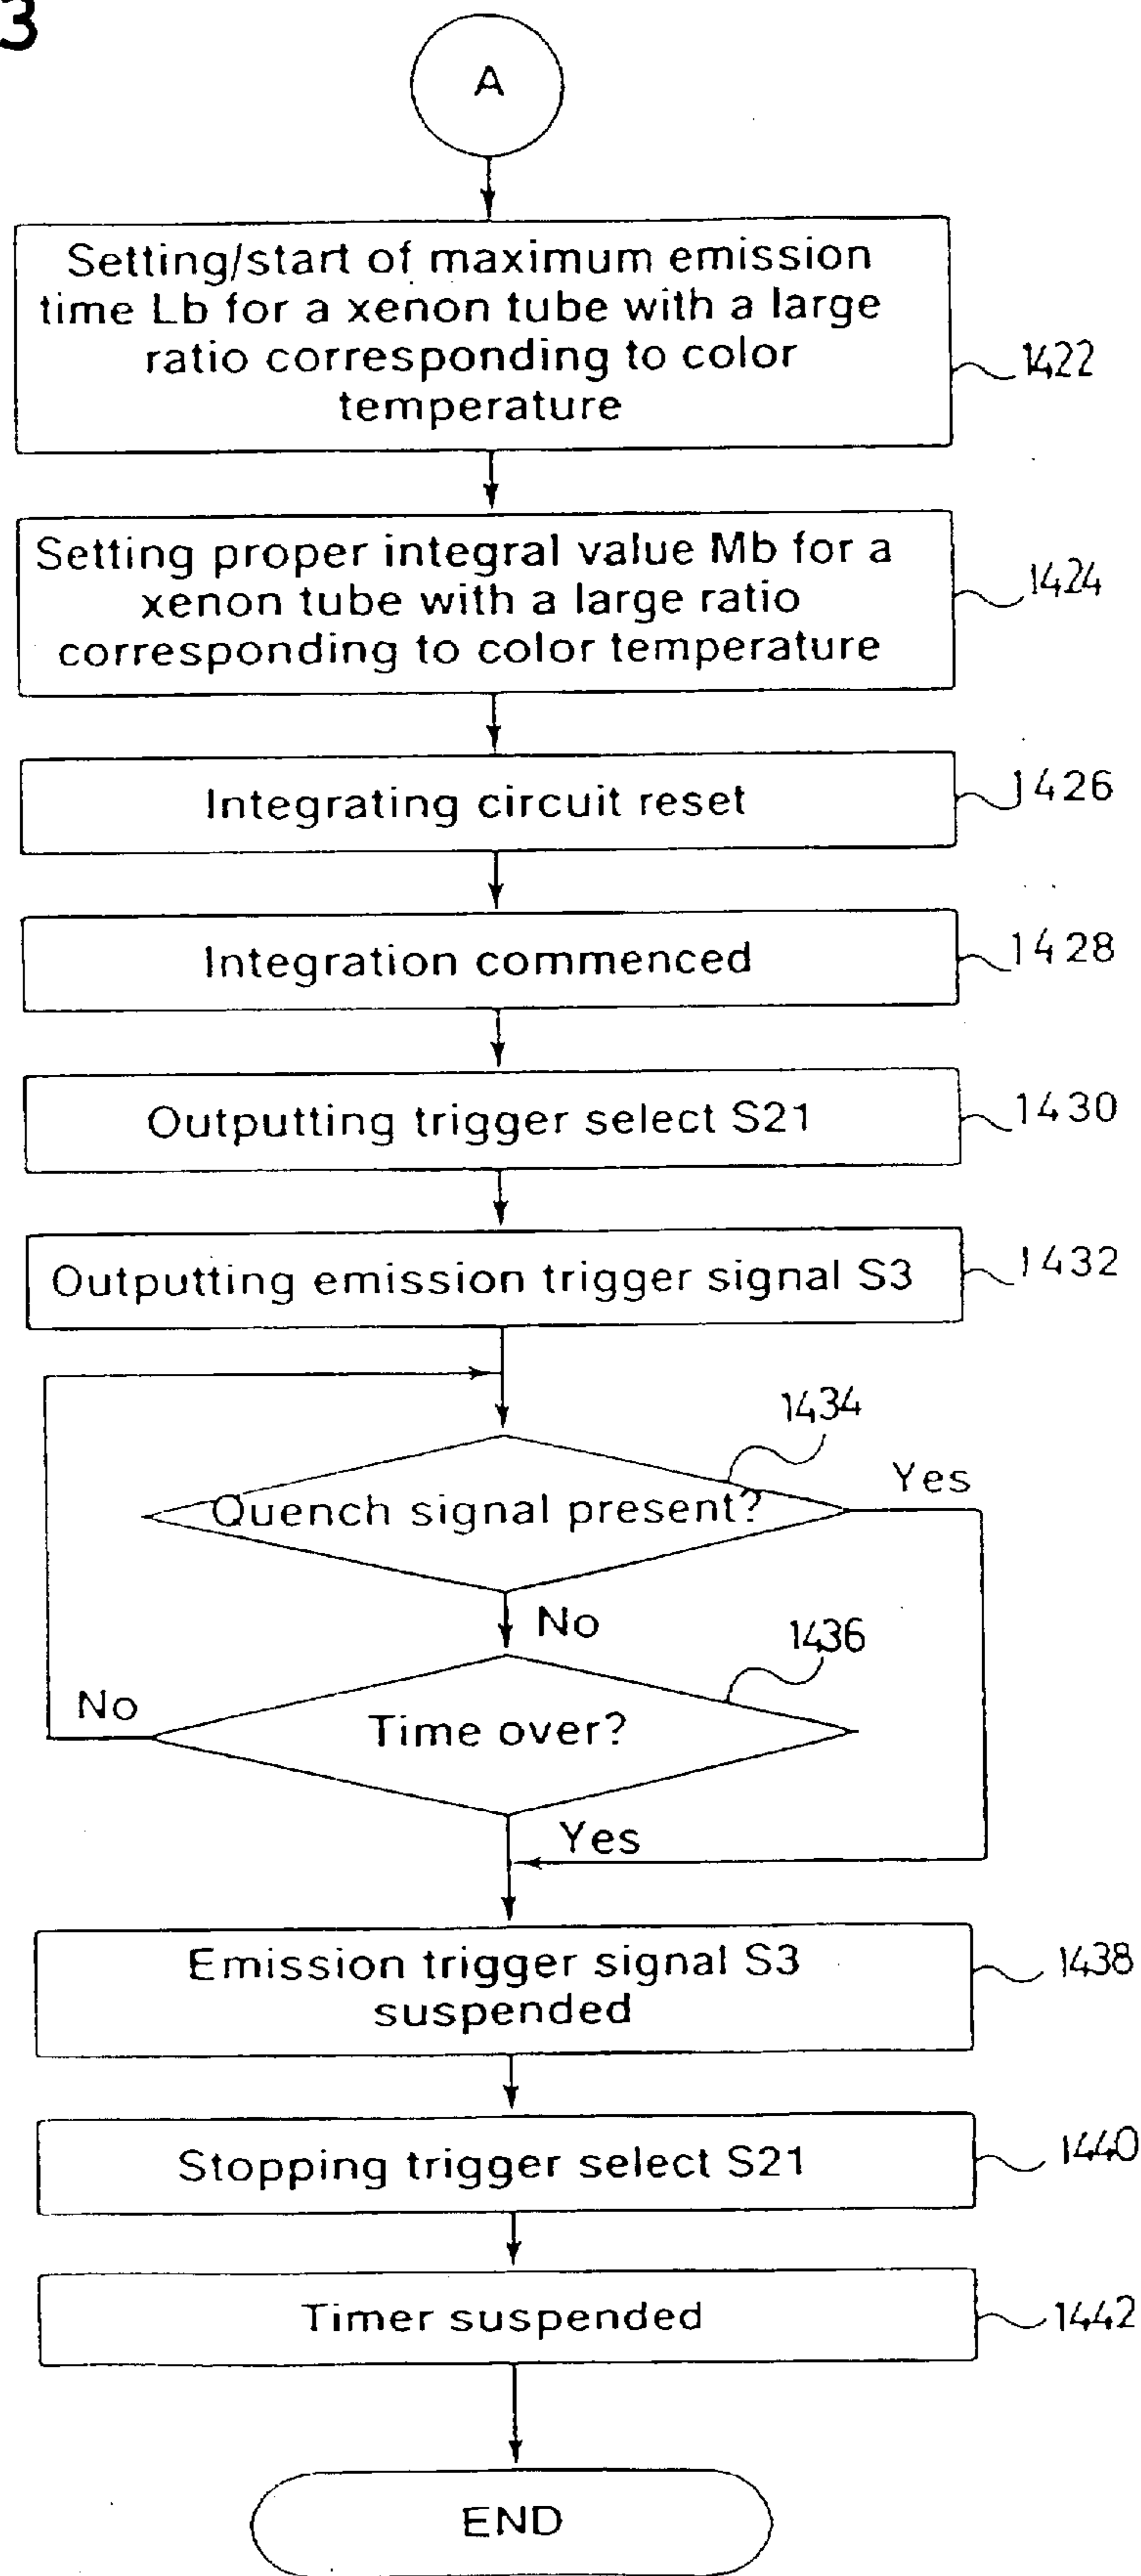 3
A
Setting/start of maximum emission
time Lb for a xenon tube with a large
ratio corresponding to color
temperature
1422
Setting proper integral value Mb for a
xenon tube with a large ratio
corresponding to color temperature
1424
Integrating circuit reset
1426
Integration commenced
1428
Outputting trigger select S21
1430
Outputting emission trigger signal S3
1432
1434
Quench signal present?
Yes
No
1436
No
Time over?
Yes
Emission trigger signal S3
suspended
1438
Stopping trigger select S21
1440
Timer suspended
1442
END